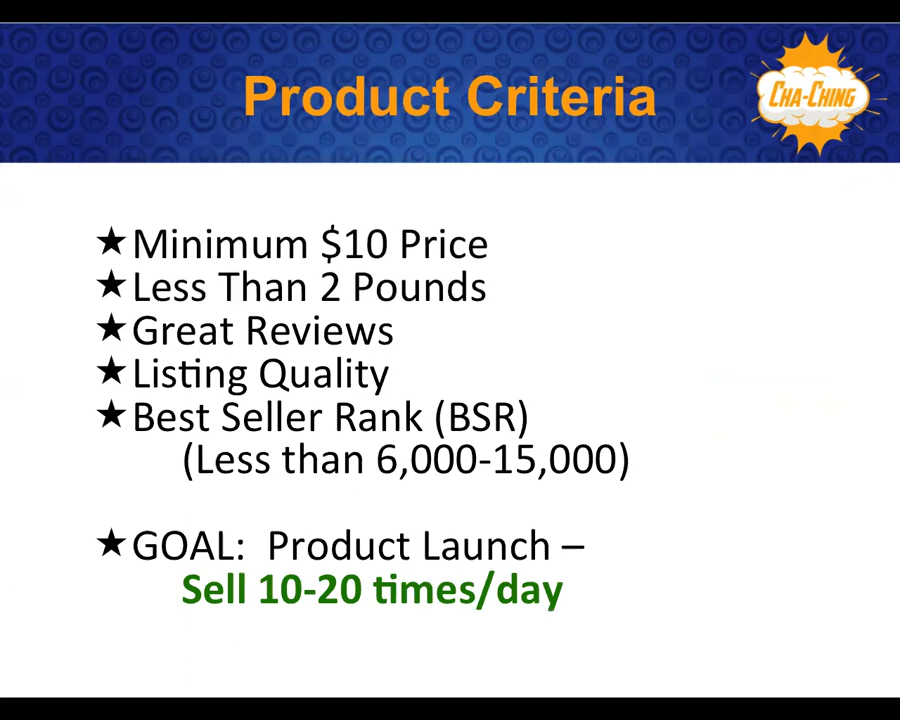 Product Criteria
CHA-CHING
★Minimum $10 Price
★Less Than 2 Pounds
★Great Reviews
★Listing Quality
★Best Seller Rank (BSR)
(Less than 6,000-15,000)
★GOAL: Product Launch –
Sell 10-20 times/day